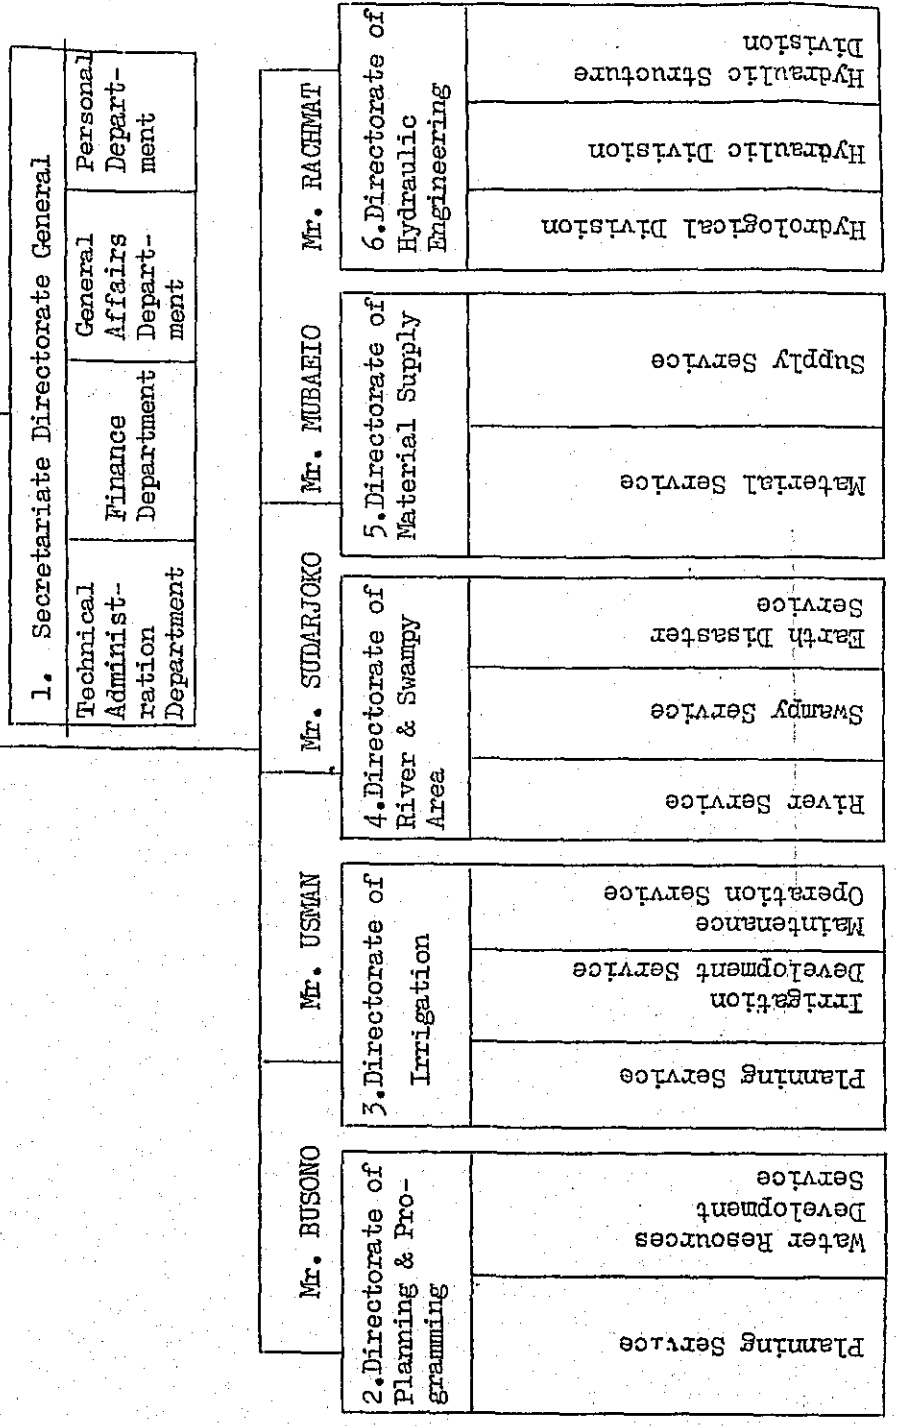 1. Secretariate Directorate General
Technical
Administ-
ration
Department
Finance
Department
General
Affairs
Depart-
ment
Personal
Depart-
ment
Mr. BUSONO
2.Directorate of
Planning & Pro-
gramming
Planning Service
Water Resources
Development
Service
Mr. USMAN
3.Directorate of
Irrigation
Planning Service
Irrigation
Development Service
Maintenance
Operation Service
Mr. SUDARJOKO
4.Directorate of
River & Swampy
Area
River Service
Swampy Service
Earth Disaster
Service
Mr. MUBAEIO
5.Directorate of
Material Supply
Material Service
Supply Service
Mr. RACHMAT
6.Directorate of
Hydraulic
Engineering
Hydrological Division
Hydraulic Division
Hydraulic Structure
Division